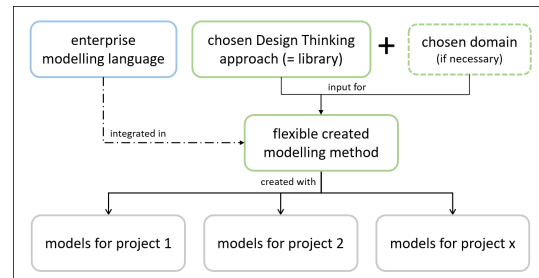 enterprise
modelling language
chosen Design Thinking
approach (= library)
+
chosen domain
(if necessary)
input for
integrated in
flexible created
modelling method
created with
models for project 1
models for project 2
models for project x